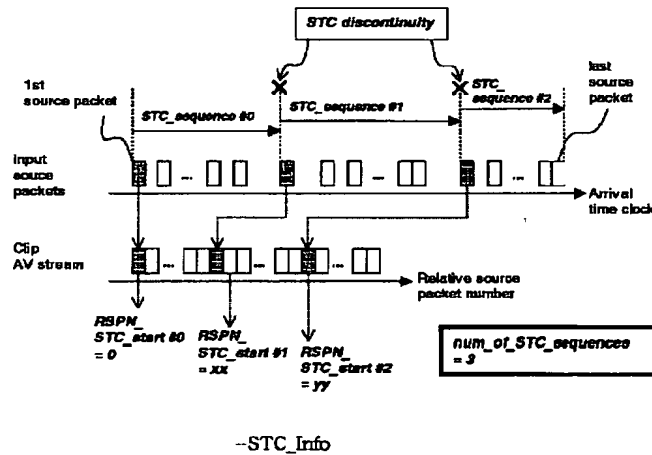 STC discontinuity
1st
source packet
last
source
packet
STC_sequence #0
STC_sequence #1
STC_
sequence #2
Input
souce
packets
...
...
...
Arrival
time clock
Clip
AV stream
...
...
...
Relative source
packet number
RSPN_
STC_start #0
= 0
RSPN_
STC_start #1
= xx
RSPN_
STC_start #2
= yy
num_of_STC_sequences
= 3
--STC_Info